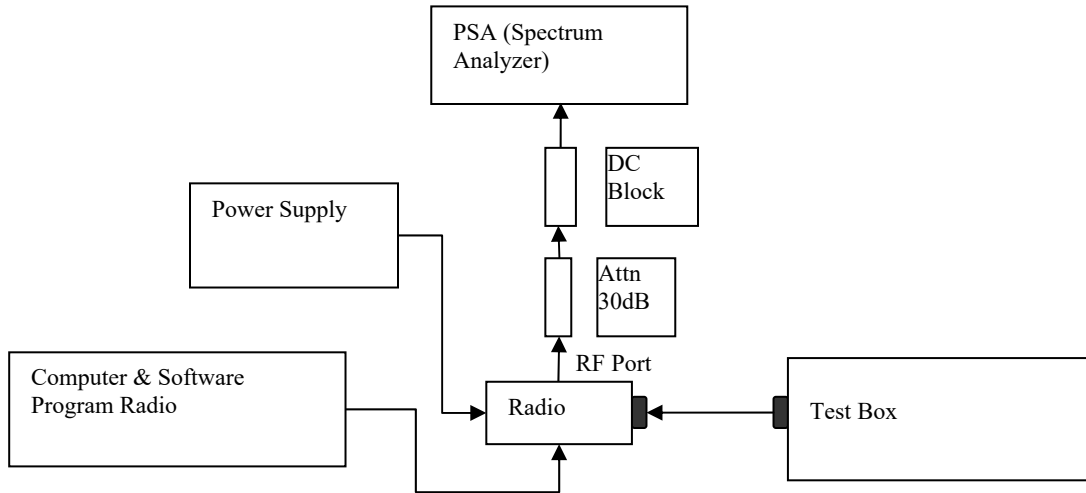 PSA (Spectrum
Analyzer)
DC
Block
Power Supply
Attn
30dB
RF Port
Computer & Software
Program Radio
Radio
Test Box